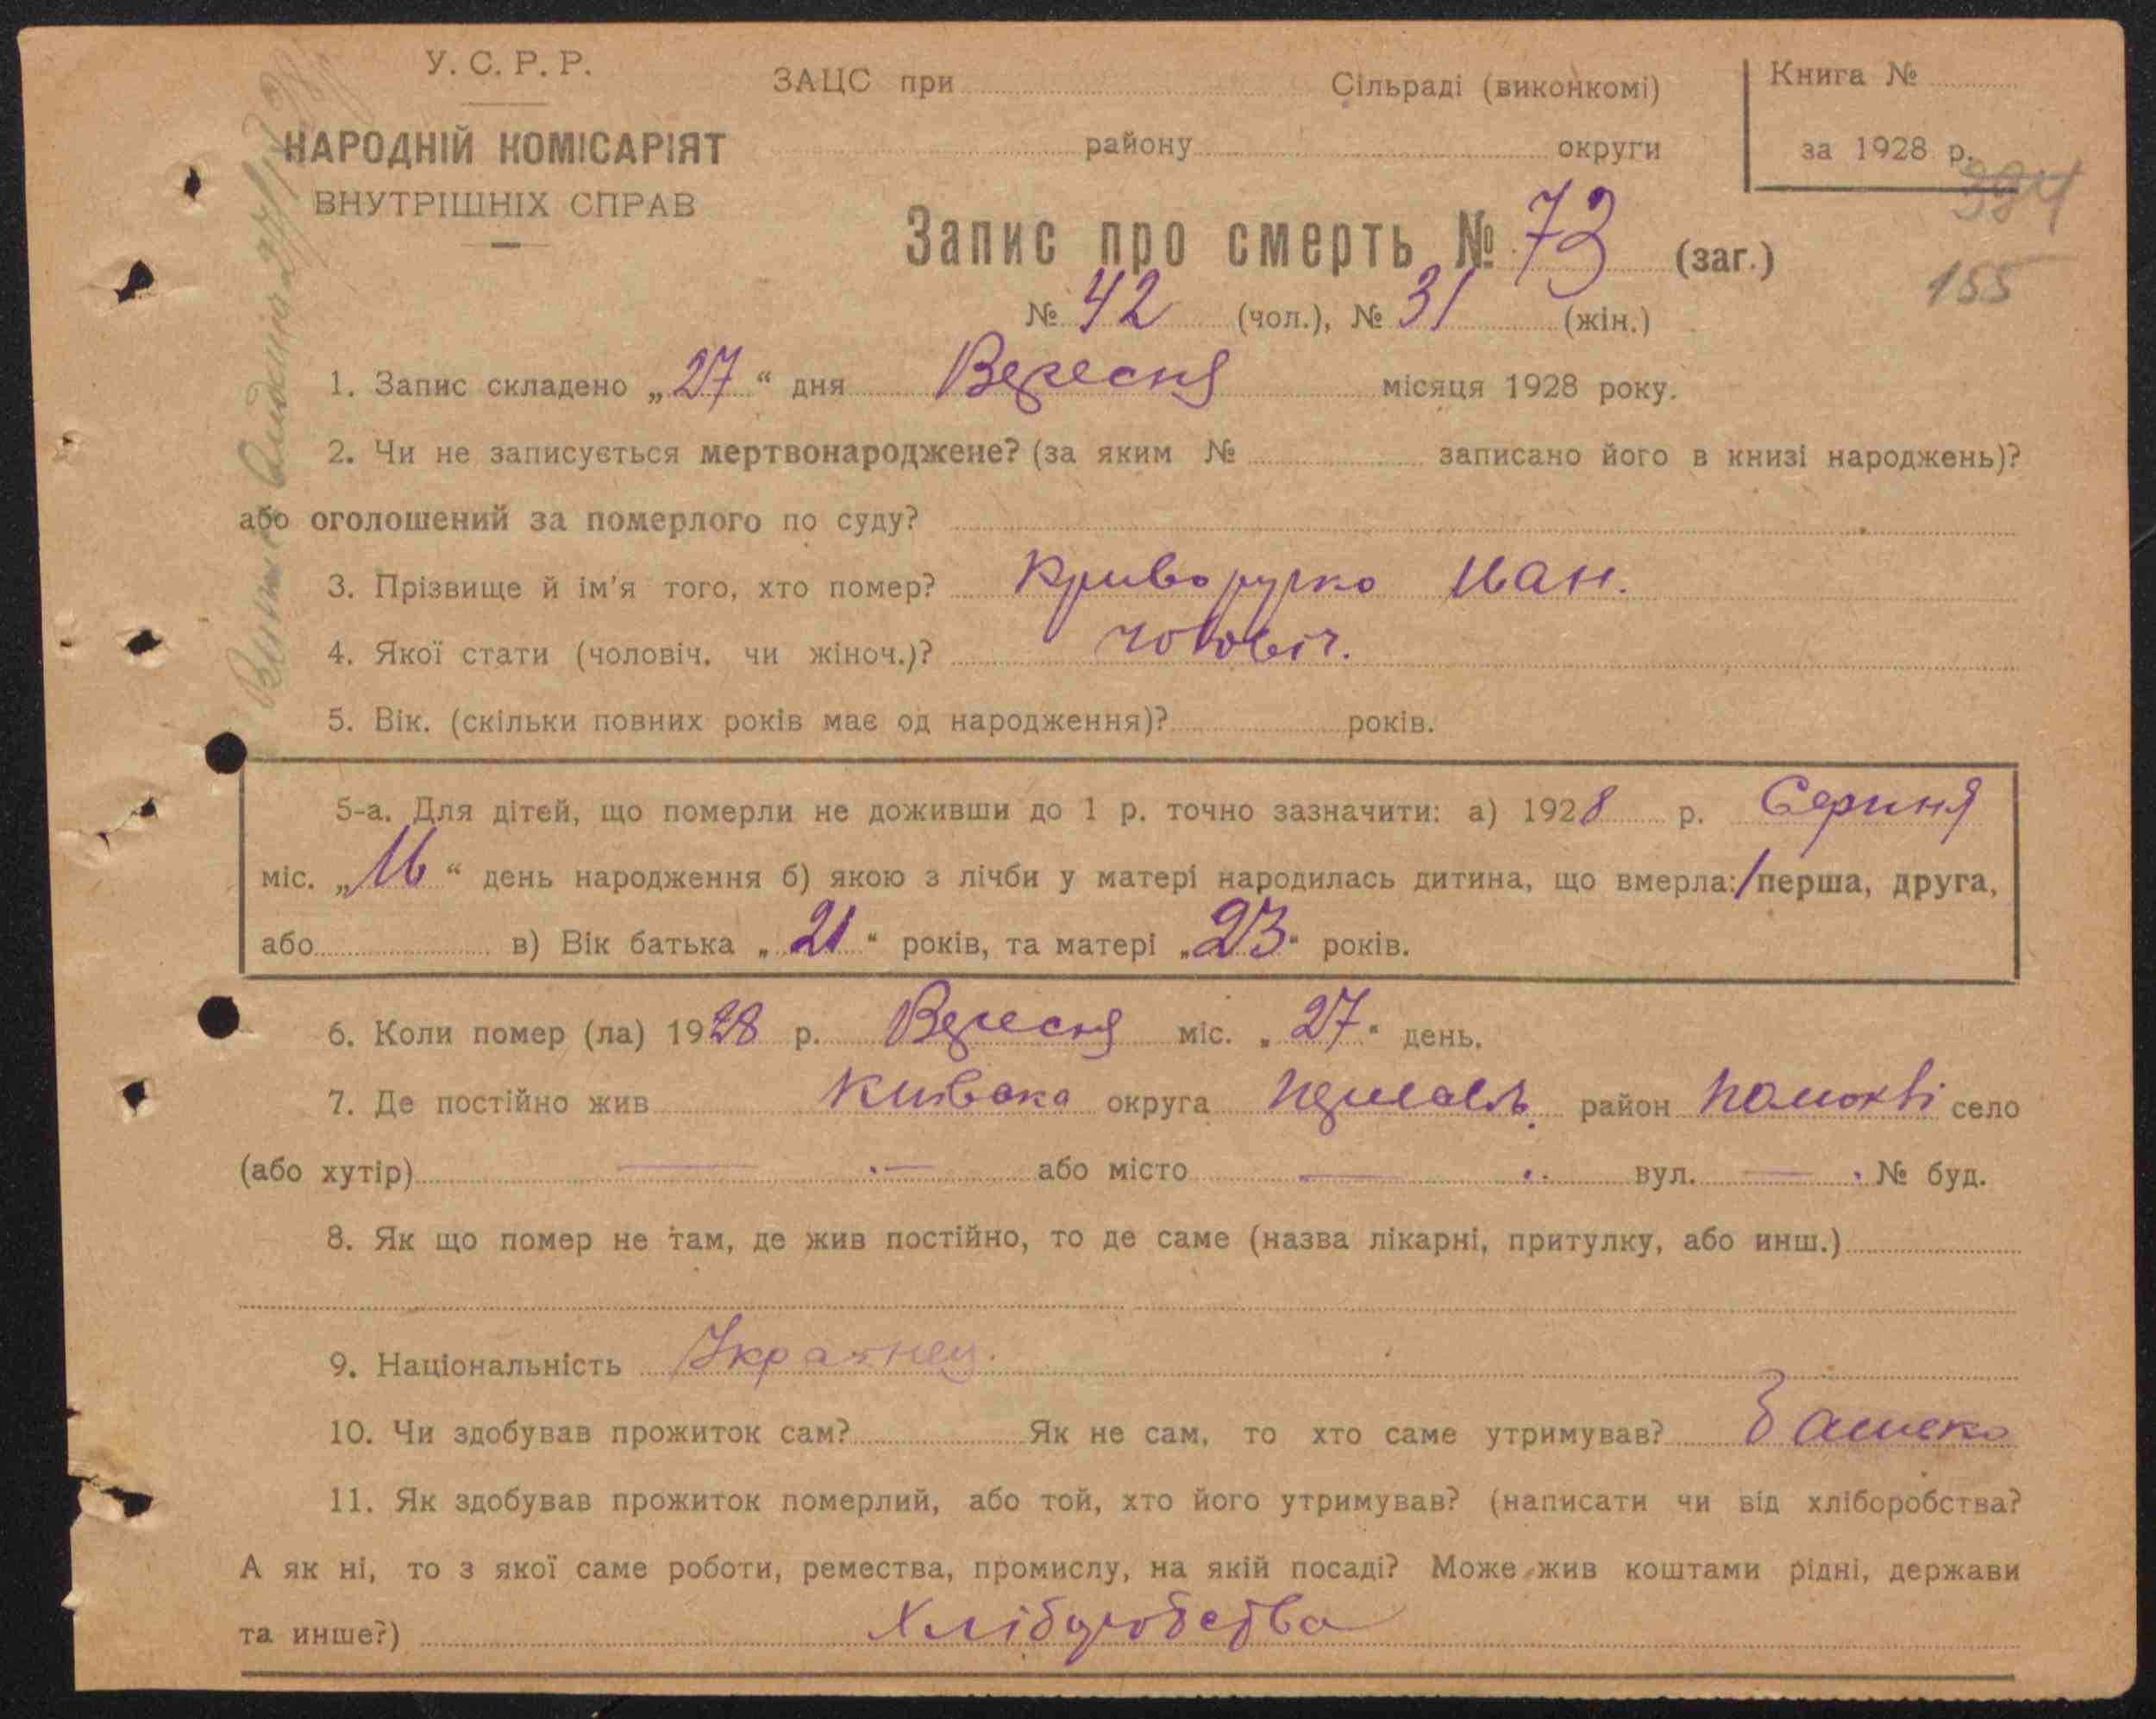 У. С. Р. Р.
НАРОДНІЙ КОМІСАРІЯТ
ВНУТРІШНІХ СПРАВ
ЗАЦС при Сільраді (виконкомі)
району округи
Книга №
за 1928 р.
394
155
Запис про смерть № 73 (заг.)
№ 42 (чол.), № 31 (жін.)
1. Запис складено „27“ дня Вересня місяця 1928 року.
2. Чи не записується мертвонароджене? (за яким № записано його в книзі народжень)?
або оголошений за померлого по суду?
3. Прізвище й ім'я того, хто помер? Криворучко Иван.
4. Якої стати (чоловіч. чи жіноч.)? чоловіч.
5. Вік. (скільки повних років має од народження)? років.
5-а. Для дітей, що померли не доживши до 1 р. точно зазначити: а) 1928 р. Серпня
міс. „16“ день народження б) якою з лічби у матері народилась дитина, що вмерла: перша, друга,
або в) Вік батька „21“ років, та матері „23“ років.
6. Коли помер (ла) 1928 р. Вересня міс. „27“ день.
7. Де постійно жив Київска округа район село
(або хутір) — — або місто — вул. — № буд.
8. Як що помер не там, де жив постійно, то де саме (назва лікарні, притулку, або инш.)
9. Національність Украинец.
10. Чи здобував прожиток сам? Як не сам, то хто саме утримував? Батько
11. Як здобував прожиток померлий, або той, хто його утримував? (написати чи від хліборобства?
А як ні, то з якої саме роботи, ремества, промислу, на якій посаді? Може жив коштами рідні, держави
та инше?) Хліборобства